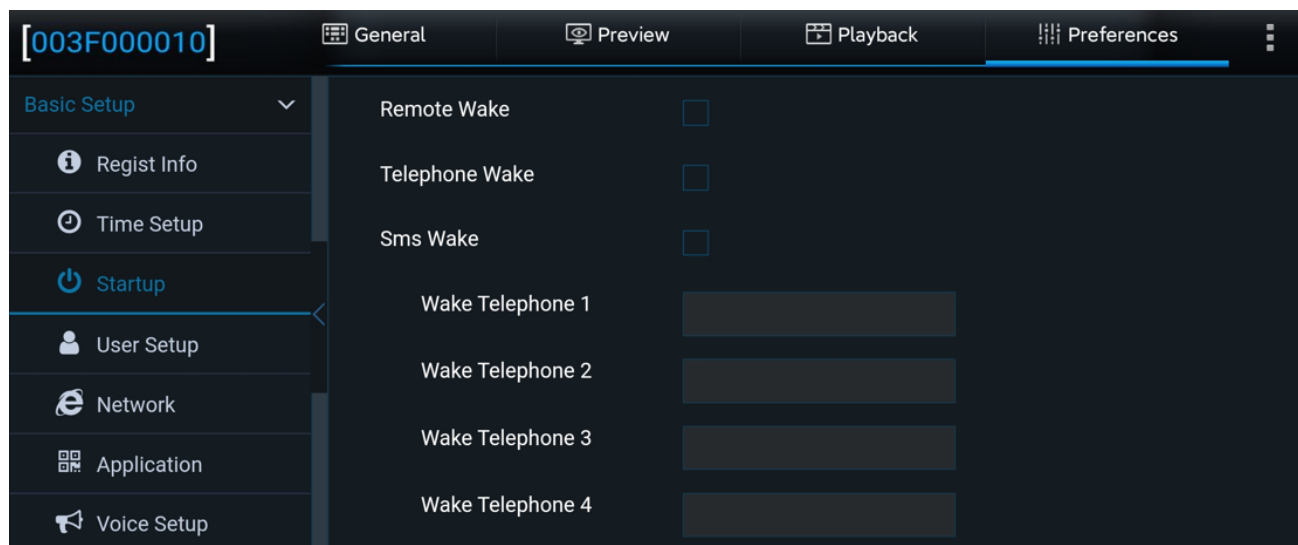 [003F000010]
General
Preview
Playback
Preferences
Basic Setup
Regist Info
Time Setup
Startup
User Setup
Network
Application
Voice Setup
Remote Wake
Telephone Wake
Sms Wake
Wake Telephone 1
Wake Telephone 2
Wake Telephone 3
Wake Telephone 4